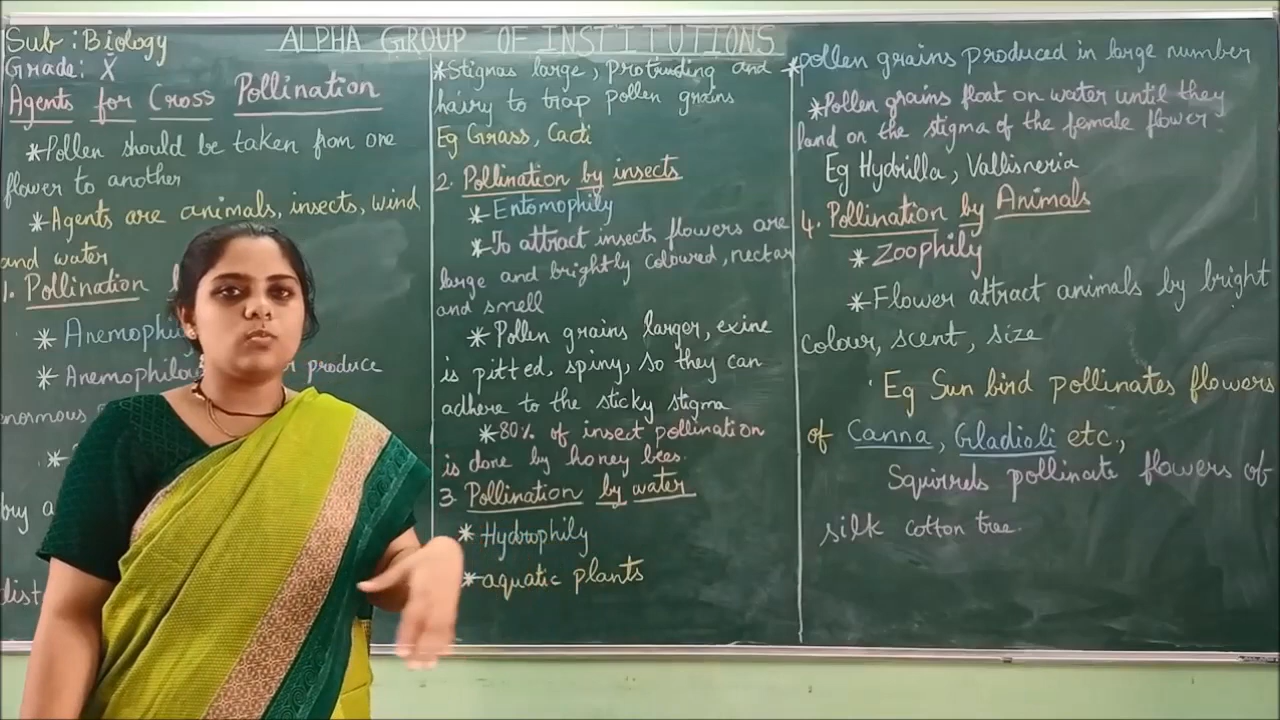 Sub : Biology
Grade: X
ALPHA GROUP OF INSTITUTIONS
Agents for Cross Pollination
*Pollen should be taken from one
flower to another
*Agents are animals, insects, wind
and water
1. Pollination
* Anemophily
* Anemophilous produce
enormous
*
*Stigmas large, protruding and
hairy to trap pollen grains
Eg Grass, Cacti
2. Pollination by insects
*Entomophily
*To attract insects flowers are
large and brightly coloured, nectar
and smell
* Pollen grains larger, exine
is pitted, spiny, so they can
adhere to the sticky stigma
*80% of insect pollination
is done by honey bees.
3 Pollination by water
* Hydrophily
*aquatic plants
*pollen grains produced in large number
*Pollen grains float on water until they
land on the stigma of the female flower.
Eg Hydrilla, Vallisneria
4. Pollination by Animals
* Zoophily
*Flower attract animals by bright
colour, scent, size
Eg Sun bird pollinates flowers
of Canna, Gladioli etc.,
Squirrels pollinate flowers of
silk cotton tree.